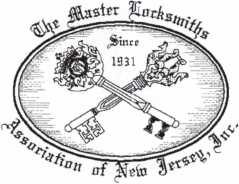 The Master Locksmiths
Since
1931
Association of New Jersey, Inc.